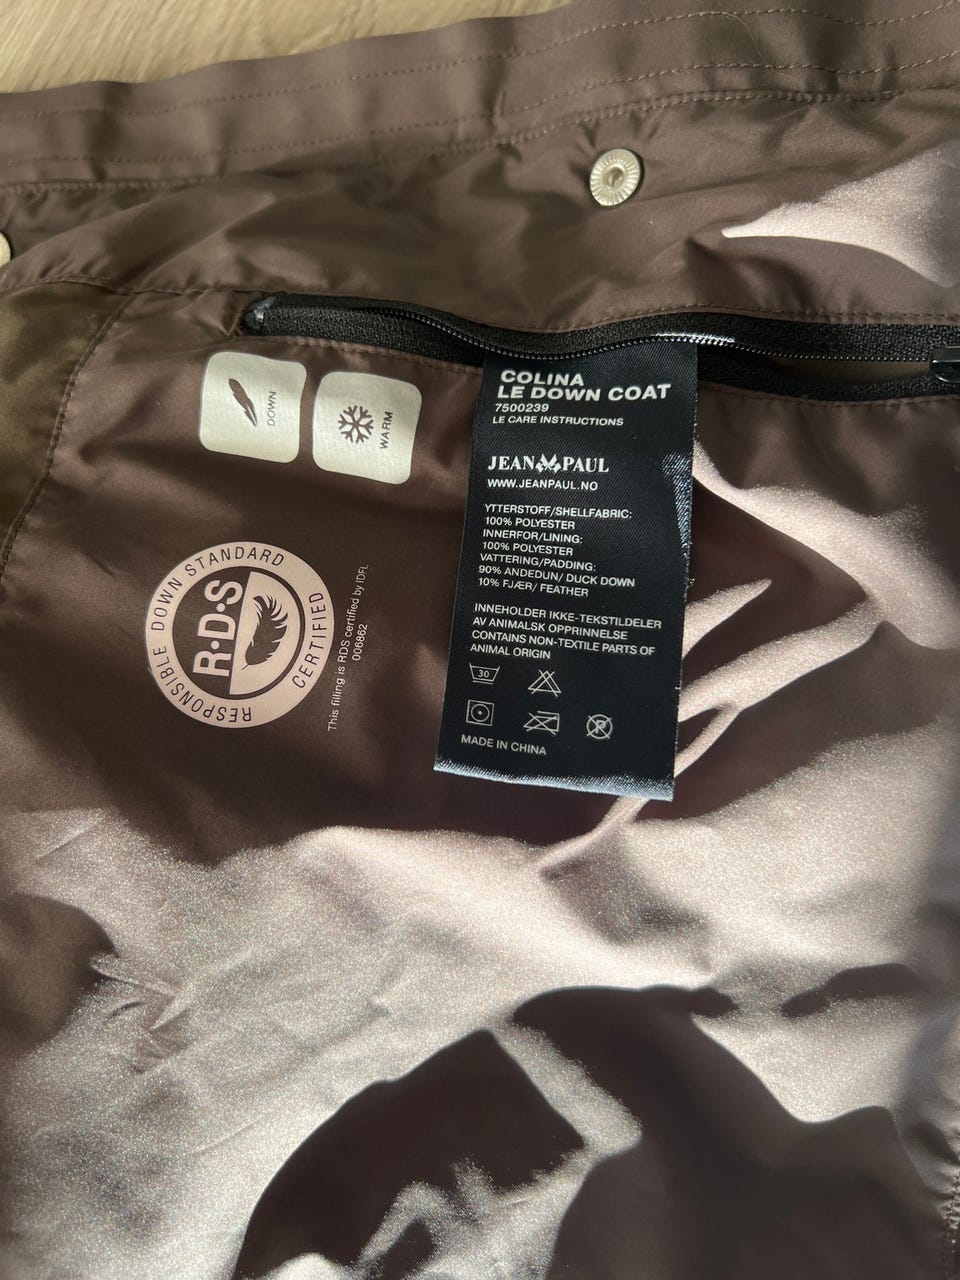 DOWN
WARM
RESPONSIBLE DOWN STANDARD
R·D·S
CERTIFIED
This filling is RDS certified by IDFL
006862
COLINA
LE DOWN COAT
7500239
LE CARE INSTRUCTIONS
JEAN PAUL
WWW.JEANPAUL.NO
YTTERSTOFF/SHELLFABRIC:
100% POLYESTER
INNERFOR/LINING:
100% POLYESTER
VATTERING/PADDING:
90% ANDEDUN/ DUCK DOWN
10% FJÆR/ FEATHER
INNEHOLDER IKKE-TEKSTILDELER
AV ANIMALSK OPPRINNELSE
CONTAINS NON-TEXTILE PARTS OF
ANIMAL ORIGIN
30
P
MADE IN CHINA